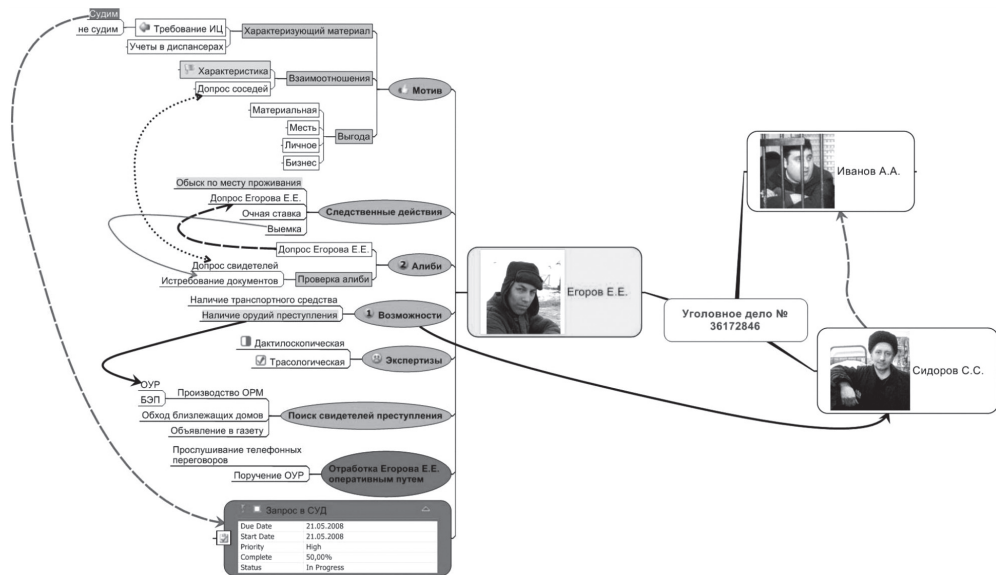 Судим
не судим
Требование ИЦ
Учеты в диспансерах
Характеризующий материал
Характеристика
Допрос соседей
Взаимоотношения
Мотив
Материальная
Месть
Личное
Бизнес
Выгода
Обыск по месту проживания
Допрос Егорова Е.Е.
Очная ставка
Выемка
Следственные действия
Допрос Егорова Е.Е.
Допрос свидетелей
Истребование документов
Проверка алиби
2 Алиби
Наличие транспортного средства
Наличие орудий преступления
1 Возможности
Дактилоскопическая
Трасологическая
Экспертизы
ОУР
БЭП
Производство ОРМ
Обход близлежащих домов
Объявление в газету
Поиск свидетелей преступления
Прослушивание телефонных
переговоров
Поручение ОУР
Отработка Егорова Е.Е.
оперативным путем
Запрос в СУД
Due Date 21.05.2008
Start Date 21.05.2008
Priority High
Complete 50,00%
Status In Progress
Егоров Е.Е.
Уголовное дело №
36172846
Иванов А.А.
Сидоров С.С.